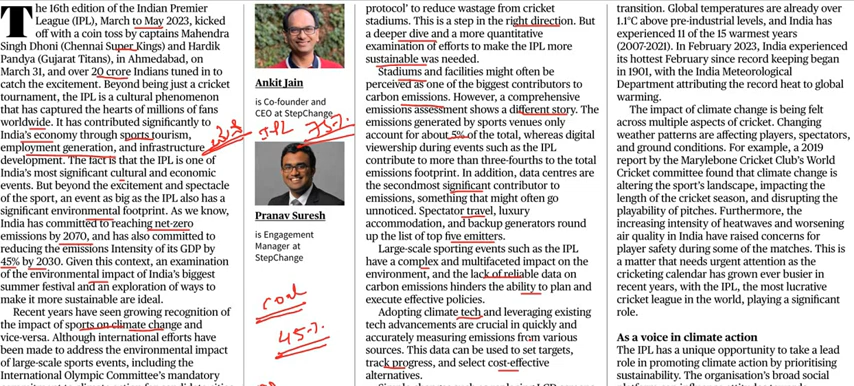 The 16th edition of the Indian Premier
League (IPL), March to May 2023, kicked
off with a coin toss by captains Mahendra
Singh Dhoni (Chennai Super Kings) and Hardik
Pandya (Gujarat Titans), in Ahmedabad, on
March 31, and over 20 crore Indians tuned in to
catch the excitement. Beyond being just a cricket
tournament, the IPL is a cultural phenomenon
that has captured the hearts of millions of fans
worldwide. It has contributed significantly to
India's economy through sports tourism,
employment generation, and infrastructure
development. The fact is that the IPL is one of
India's most significant cultural and economic
events. But beyond the excitement and spectacle
of the sport, an event as big as the IPL also has a
significant environmental footprint. As we know,
India has committed to reaching net-zero
emissions by 2070, and has also committed to
reducing the emissions Intensity of its GDP by
45% by 2030. Given this context, an examination
of the environmental impact of India's biggest
summer festival and an exploration of ways to
make it more sustainable are ideal.
Recent years have seen growing recognition of
the impact of sports on climate change and
vice-versa. Although international efforts have
been made to address the environmental impact
of large-scale sports events, including the
International Olympic Committee's mandatory
Ankit Jain
is Co-founder and
CEO at StepChange
IPL 75%
Pranav Suresh
is Engagement
Manager at
StepChange
coal
45%
protocol' to reduce wastage from cricket
stadiums. This is a step in the right direction. But
a deeper dive and a more quantitative
examination of efforts to make the IPL more
sustainable was needed.
Stadiums and facilities might often be
perceived as one of the biggest contributors to
carbon emissions. However, a comprehensive
emissions assessment shows a different story. The
emissions generated by sports venues only
account for about 5% of the total, whereas digital
viewership during events such as the IPL
contribute to more than three-fourths to the total
emissions footprint. In addition, data centres are
the secondmost significant contributor to
emissions, something that might often go
unnoticed. Spectator travel, luxury
accommodation, and backup generators round
up the list of top five emitters.
Large-scale sporting events such as the IPL
have a complex and multifaceted impact on the
environment, and the lack of reliable data on
carbon emissions hinders the ability to plan and
execute effective policies.
Adopting climate tech and leveraging existing
tech advancements are crucial in quickly and
accurately measuring emissions from various
sources. This data can be used to set targets,
track progress, and select cost-effective
alternatives.
transition. Global temperatures are already over
1.1°C above pre-industrial levels, and India has
experienced 11 of the 15 warmest years
(2007-2021). In February 2023, India experienced
its hottest February since record keeping began
in 1901, with the India Meteorological
Department attributing the record heat to global
warming.
The impact of climate change is being felt
across multiple aspects of cricket. Changing
weather patterns are affecting players, spectators,
and ground conditions. For example, a 2019
report by the Marylebone Cricket Club's World
Cricket committee found that climate change is
altering the sport's landscape, impacting the
length of the cricket season, and disrupting the
playability of pitches. Furthermore, the
increasing intensity of heatwaves and worsening
air quality in India have raised concerns for
player safety during some of the matches. This is
a matter that needs urgent attention as the
cricketing calendar has grown ever busier in
recent years, with the IPL, the most lucrative
cricket league in the world, playing a significant
role.
As a voice in climate action
The IPL has a unique opportunity to take a lead
role in promoting climate action by prioritising
sustainability. The organisation's broad social